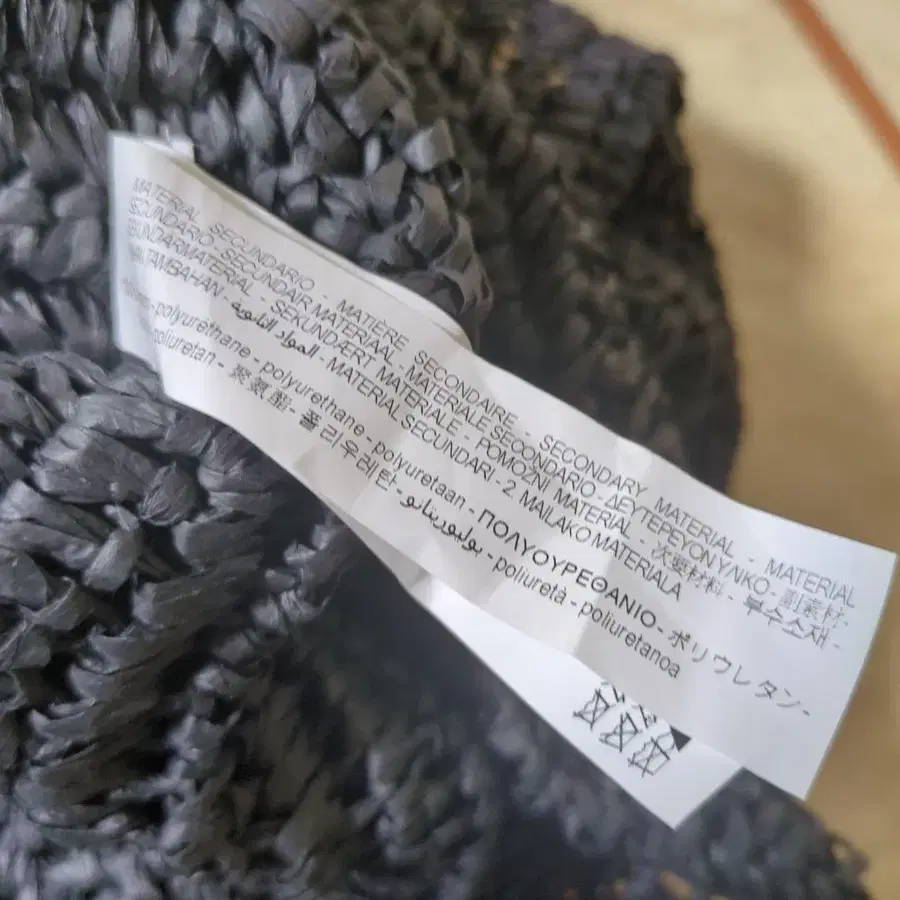 MATERIAL SECUNDARIO - MATIÈRE SECONDAIRE - SECONDARY MATERIAL - MATERIAL
SECUNDÁRIO - SECUNDAIR MATERIAAL - MATERIALE SECONDARIO - ΔΕΥΤΕΡΕΥΟΝ ΥΛΙΚΟ - 副素材 -
SEKUNDÆRT MATERIALE - POMOŽNI MATERIAL - 次要材料 - 부수소재 -
TAMBAHAN - المواد الثانوية - MATERIAL SECUNDARI - 2 MAILAKO MATERIALA
polyuréthane - polyurethane - polyuretaan - ΠΟΛΥΟΥΡΕΘΑΝΙΟ - ポリウレタン -
poliuretan - 聚氨酯 - 폴리우레탄 - بوليوريثانو - poliuretà - poliuretanoa